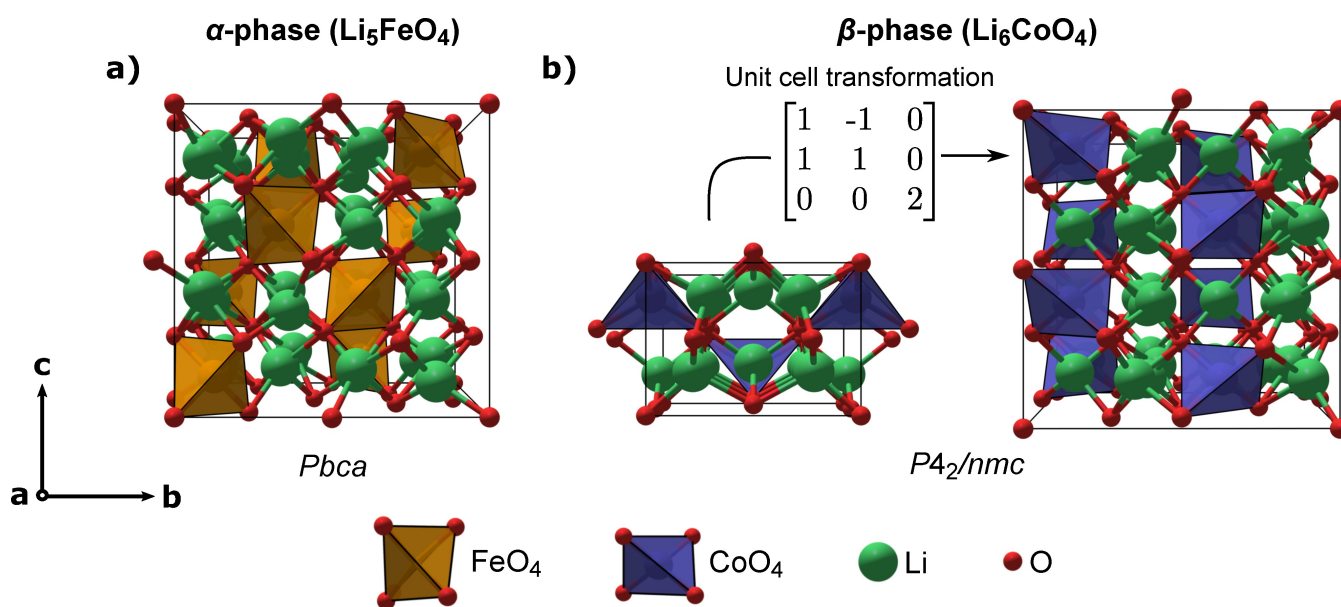 α-phase (Li₅FeO₄)
β-phase (Li₆CoO₄)
a)
b)
Unit cell transformation
1 -1 0
1 1 0
0 0 2
c
a
b
Pbca
P4₂/nmc
FeO₄
CoO₄
Li
O